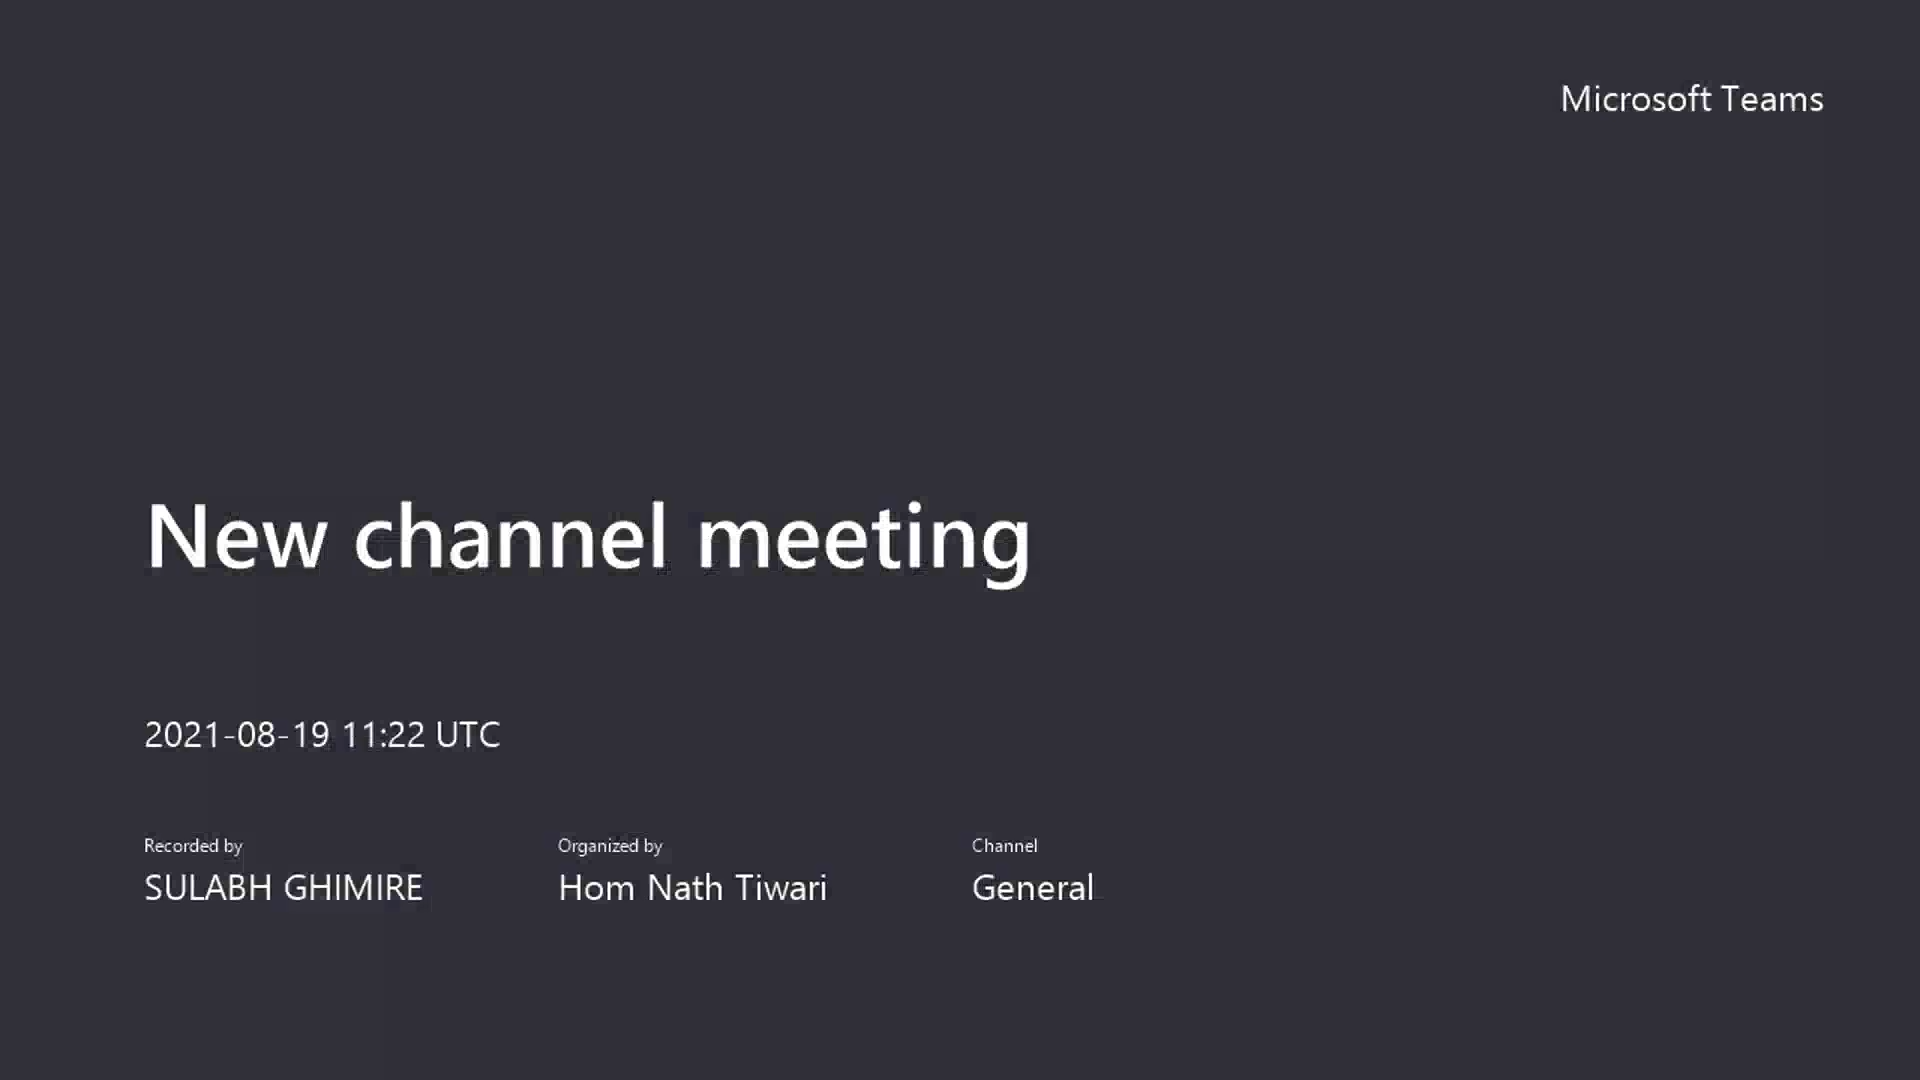 Microsoft Teams
New channel meeting
2021-08-19 11:22 UTC
Recorded by
SULABH GHIMIRE
Organized by
Hom Nath Tiwari
Channel
General